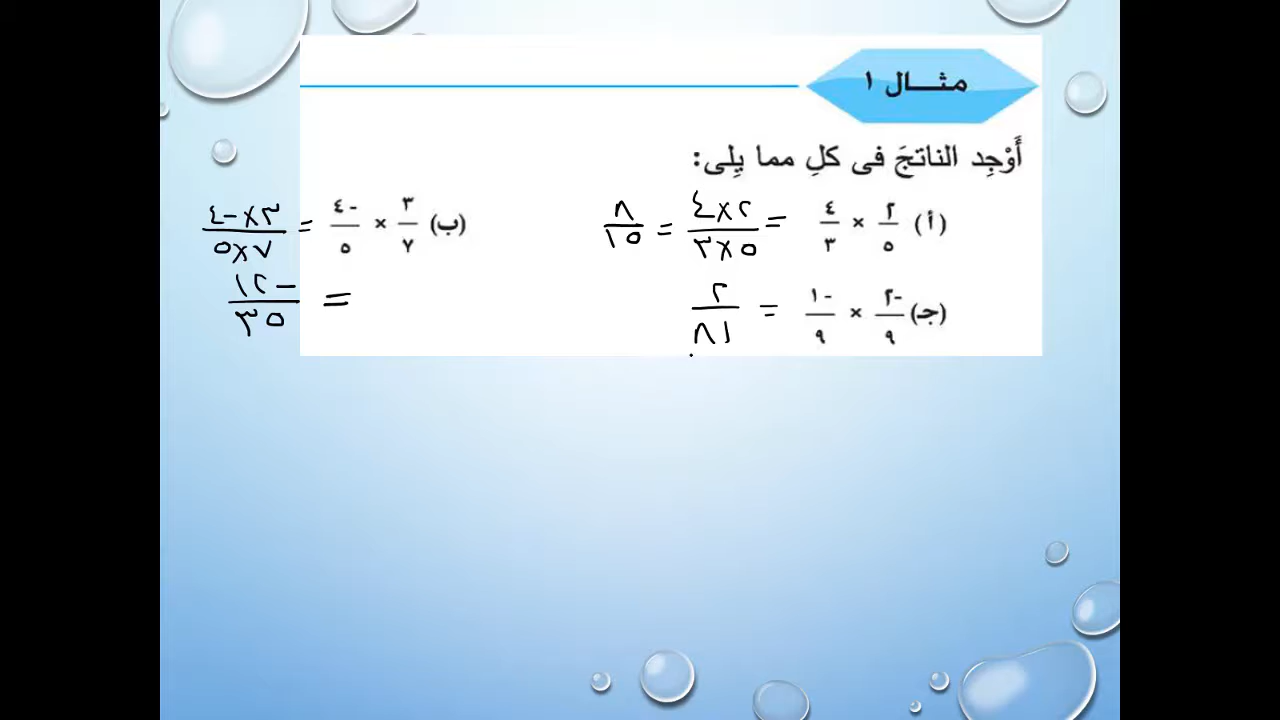 مثـــال ١
أَوْجِد الناتجَ فى كلِ مما يِلِى:
(أ) ٢/٥ × ٤/٣ = ٢×٤/٥×٣ = ٨/١٥
(ب) ٣/٧ × -٤/٥ = ٣×-٤/٧×٥
= -١٢/٣٥
(جـ) -٢/٩ × -١/٩ = ٢/٨١